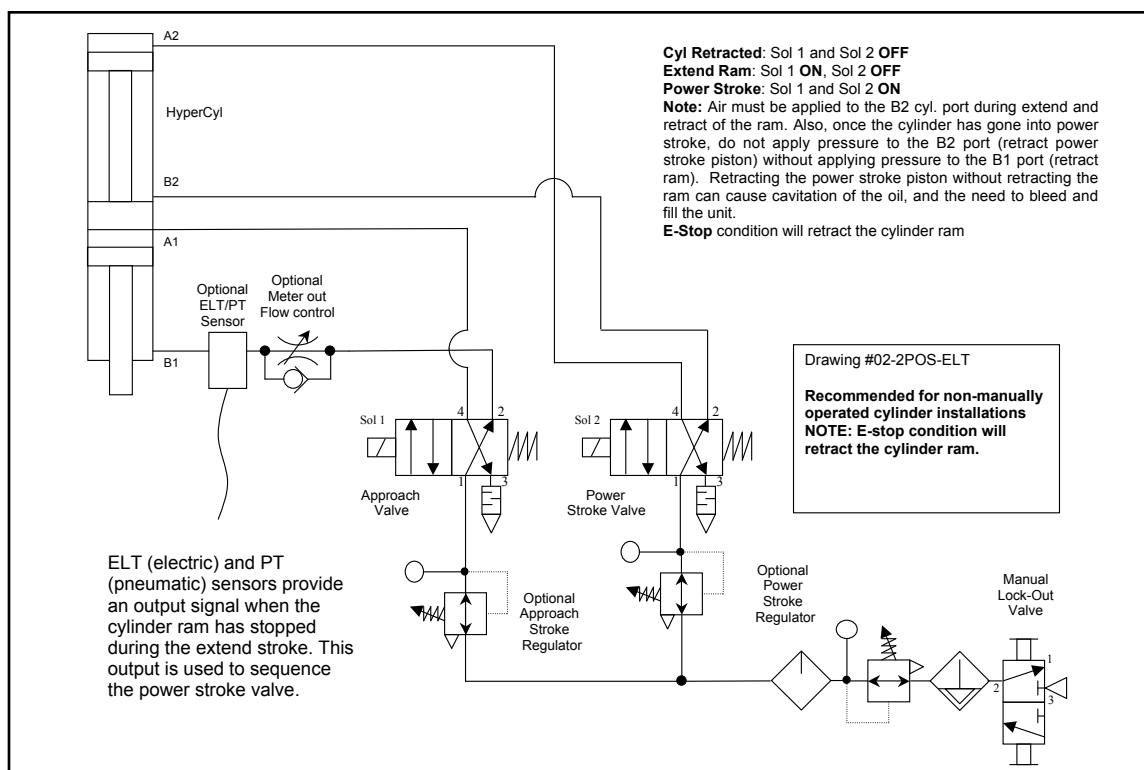 A2
HyperCyl
B2
A1
B1
Cyl Retracted: Sol 1 and Sol 2 OFF
Extend Ram: Sol 1 ON, Sol 2 OFF
Power Stroke: Sol 1 and Sol 2 ON
Note: Air must be applied to the B2 cyl. port during extend and
retract of the ram. Also, once the cylinder has gone into power
stroke, do not apply pressure to the B2 port (retract power
stroke piston) without applying pressure to the B1 port (retract
ram). Retracting the power stroke piston without retracting the
ram can cause cavitation of the oil, and the need to bleed and
fill the unit.
E-Stop condition will retract the cylinder ram
Optional
ELT/PT
Sensor
Optional
Meter out
Flow control
Drawing #02-2POS-ELT
Recommended for non-manually
operated cylinder installations
NOTE: E-stop condition will
retract the cylinder ram.
Sol 1
4
2
1
3
Approach
Valve
Sol 2
4
2
1
3
Power
Stroke Valve
ELT (electric) and PT
(pneumatic) sensors provide
an output signal when the
cylinder ram has stopped
during the extend stroke. This
output is used to sequence
the power stroke valve.
Optional
Approach
Stroke
Regulator
Optional
Power
Stroke
Regulator
Manual
Lock-Out
Valve
1
2
3